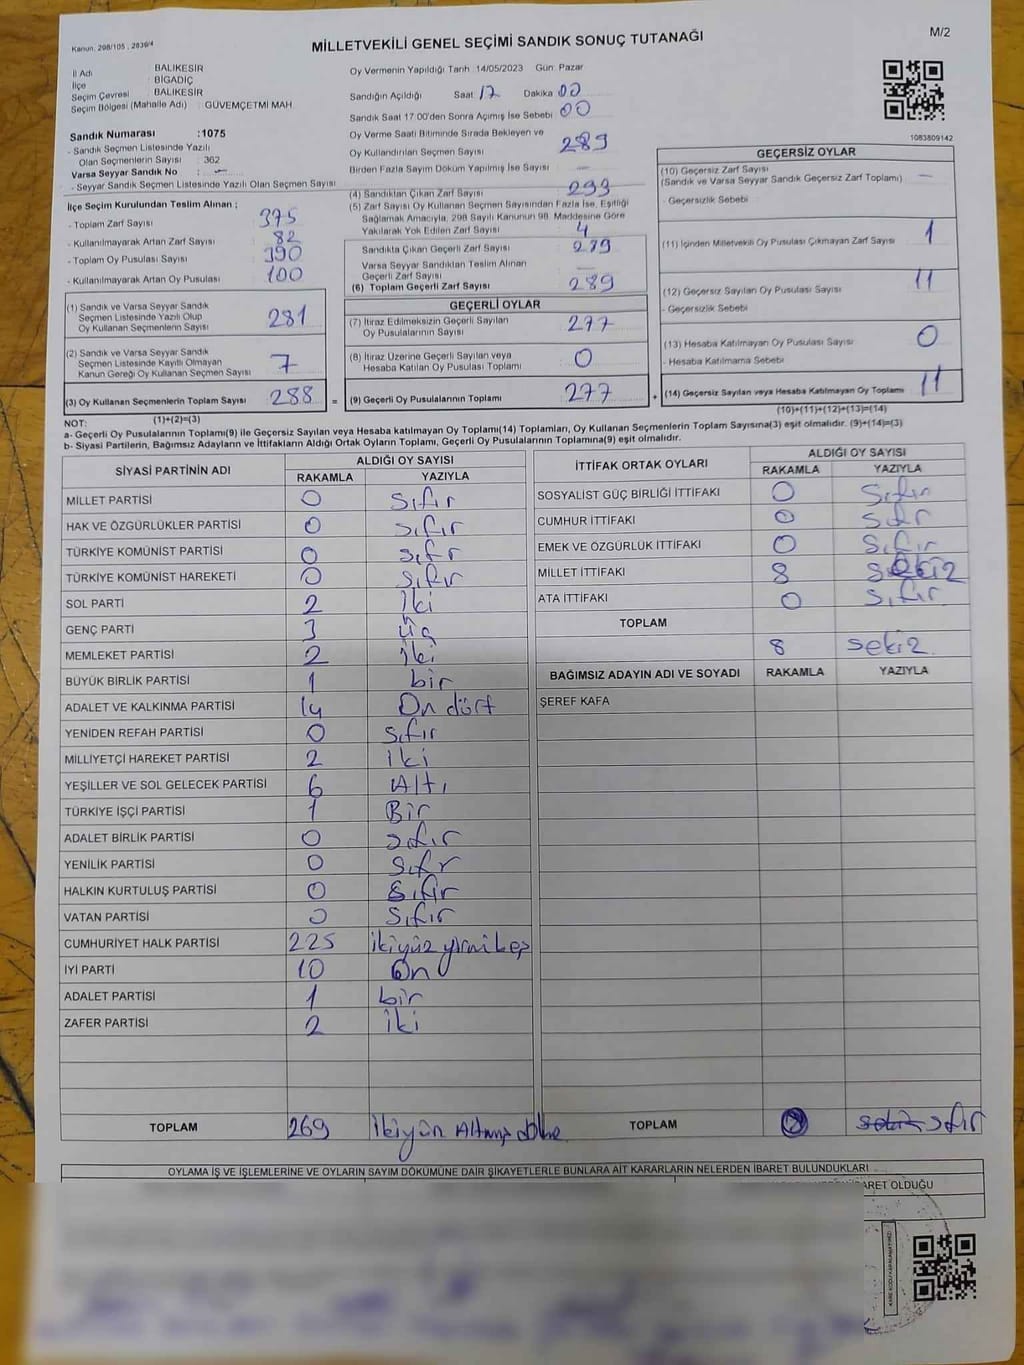 Kanun, 298/105 , 2839/4
MİLLETVEKİLİ GENEL SEÇİMİ SANDIK SONUÇ TUTANAĞI
M/2
İl Adı BALIKESİR
İlçe BİGADİÇ
Seçim Çevresi BALIKESİR
Seçim Bölgesi (Mahalle Adı) : GÜVEMÇETMİ MAH.
Sandık Numarası :1075
- Sandık Seçmen Listesinde Yazılı
Olan Seçmenlerin Sayısı : 362
Varsa Seyyar Sandık No : —
- Seyyar Sandık Seçmen Listesinde Yazılı Olan Seçmen Sayısı
Oy Vermenin Yapıldığı Tarih :14/05/2023 Gün: Pazar
Sandığın Açıldığı Saat 17 Dakika 00
Sandık Saat 17:00'den Sonra Açımış İse Sebebi 00
Oy Verme Saati Bitiminde Sırada Bekleyen ve
Oy Kullandırılan Seçmen Sayısı 289
Birden Fazla Sayım Döküm Yapılmış İse Sayısı —
1083809142
İlçe Seçim Kurulundan Teslim Alınan ;
- Toplam Zarf Sayısı 375
- Kullanılmayarak Artan Zarf Sayısı 82
- Toplam Oy Pusulası Sayısı 390
- Kullanılmayarak Artan Oy Pusulası 100
(4) Sandıktan Çıkan Zarf Sayısı 293
(5) Zarf Sayısı Oy Kullanan Seçmen Sayısından Fazla İse, Eşitliği
Sağlamak Amacıyla, 298 Sayılı Kanunun 98. Maddesine Göre
Yakılarak Yok Edilen Zarf Sayısı 4
Sandıkta Çıkan Geçerli Zarf Sayısı 289
Varsa Seyyar Sandıktan Teslim Alınan
Geçerli Zarf Sayısı —
(6) Toplam Geçerli Zarf Sayısı 289
GEÇERSİZ OYLAR
(10) Geçersiz Zarf Sayısı
(Sandık ve Varsa Seyyar Sandık Geçersiz Zarf Toplamı) —
- Geçersizlik Sebebi
(11) İçinden Milletvekili Oy Pusulası Çıkmayan Zarf Sayısı 1
(12) Geçersiz Sayılan Oy Pusulası Sayısı 11
- Geçersizlik Sebebi
(13) Hesaba Katılmayan Oy Pusulası Sayısı 0
- Hesaba Katılmama Sebebi
(14) Geçersiz Sayılan veya Hesaba Katılmayan Oy Toplamı 11
(10)+(11)+(12)+(13)=(14)
(1) Sandık ve Varsa Seyyar Sandık
Seçmen Listesinde Yazılı Olup
Oy Kullanan Seçmenlerin Sayısı 281
(2) Sandık ve Varsa Seyyar Sandık
Seçmen Listesinde Kayıtlı Olmayan
Kanun Gereği Oy Kullanan Seçmen Sayısı 7
(3) Oy Kullanan Seçmenlerin Toplam Sayısı 288 =
(1)+(2)=(3)
GEÇERLİ OYLAR
(7) İtiraz Edilmeksizin Geçerli Sayılan
Oy Pusulalarının Sayısı 277
(8) İtiraz Üzerine Geçerli Sayılan veya
Hesaba Katılan Oy Pusulası Toplamı 0
(9) Geçerli Oy Pusulalarının Toplamı 277 +
NOT:
a- Geçerli Oy Pusulalarının Toplamı(9) ile Geçersiz Sayılan veya Hesaba katılmayan Oy Toplamı(14) Toplamları, Oy Kullanan Seçmenlerin Toplam Sayısına(3) eşit olmalıdır. (9)+(14)=(3)
b- Siyasi Partilerin, Bağımsız Adayların ve İttifakların Aldığı Ortak Oyların Toplamı, Geçerli Oy Pusulalarının Toplamına(9) eşit olmalıdır.
SİYASİ PARTİNİN ADI ALDIĞI OY SAYISI
RAKAMLA YAZIYLA
MİLLET PARTİSİ 0 Sıfır
HAK VE ÖZGÜRLÜKLER PARTİSİ 0 sıfır
TÜRKİYE KOMÜNİST PARTİSİ 0 sıfr
TÜRKİYE KOMÜNİST HAREKETİ 0 sıfır
SOL PARTİ 2 iki
GENÇ PARTİ 3 üç
MEMLEKET PARTİSİ 2 iki
BÜYÜK BİRLİK PARTİSİ 1 bir
ADALET VE KALKINMA PARTİSİ 14 On dört
YENİDEN REFAH PARTİSİ 0 sıfır
MİLLİYETÇİ HAREKET PARTİSİ 2 iki
YEŞİLLER VE SOL GELECEK PARTİSİ 6 Altı
TÜRKİYE İŞÇİ PARTİSİ 1 Bir
ADALET BİRLİK PARTİSİ 0 sıfır
YENİLİK PARTİSİ 0 Sıfr
HALKIN KURTULUŞ PARTİSİ 0 Sıfır
VATAN PARTİSİ 0 Sıfır
CUMHURİYET HALK PARTİSİ 225 ikiyüz yirmibeş
İYİ PARTİ 10 On
ADALET PARTİSİ 1 bir
ZAFER PARTİSİ 2 iki
TOPLAM 269 ikiyüz Altmış
İTTİFAK ORTAK OYLARI ALDIĞI OY SAYISI
RAKAMLA YAZIYLA
SOSYALİST GÜÇ BİRLİĞİ İTTİFAKI 0 Sıfır
CUMHUR İTTİFAKI 0 Sıfır
EMEK VE ÖZGÜRLÜK İTTİFAKI 0 Sıfır
MİLLET İTTİFAKI 8 sekiz
ATA İTTİFAKI 0 Sıfır
TOPLAM
8 sekiz
BAĞIMSIZ ADAYIN ADI VE SOYADI RAKAMLA YAZIYLA
ŞEREF KAFA
TOPLAM sıfır
OYLAMA İŞ VE İŞLEMLERİNE VE OYLARIN SAYIM DÖKÜMÜNE DAİR ŞİKAYETLERLE BUNLARA AİT KARARLARIN NELERDEN İBARET BULUNDUKLARI
İBARET OLDUĞU